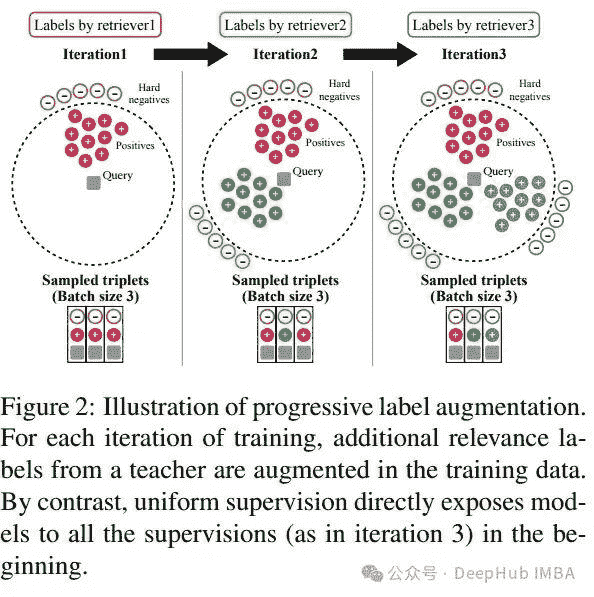 Labels by retriever1
Labels by retriever2
Labels by retriever3
Iteration1
Iteration2
Iteration3
Hard
negatives
Positives
Query
Hard
negatives
Positives
Query
Hard
negatives
Positives
Query
Sampled triplets
(Batch size 3)
Sampled triplets
(Batch size 3)
Sampled triplets
(Batch size 3)
Figure 2: Illustration of progressive label augmentation.
For each iteration of training, additional relevance la-
bels from a teacher are augmented in the training data.
By contrast, uniform supervision directly exposes mod-
els to all the supervisions (as in iteration 3) in the be-
ginning.
公众号 · DeepHub IMBA